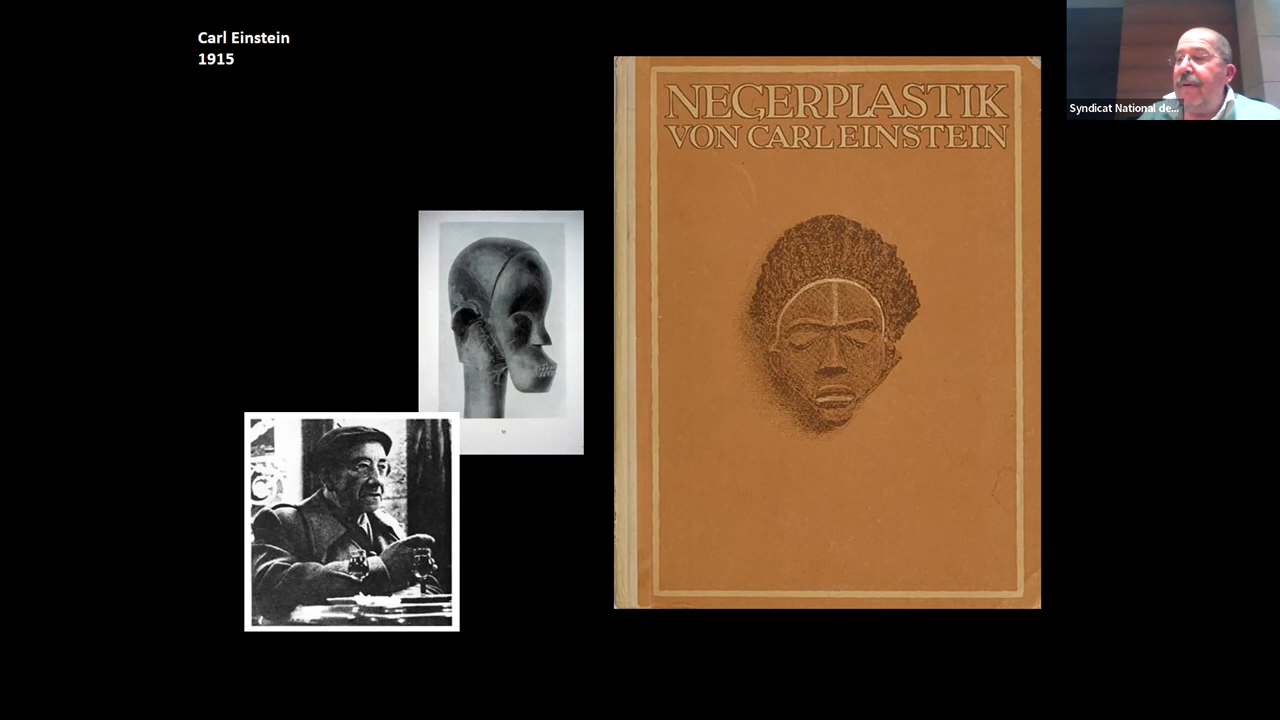 Carl Einstein
1915
NEGERPLASTIK
VON CARL EINSTEIN
Syndicat National de...